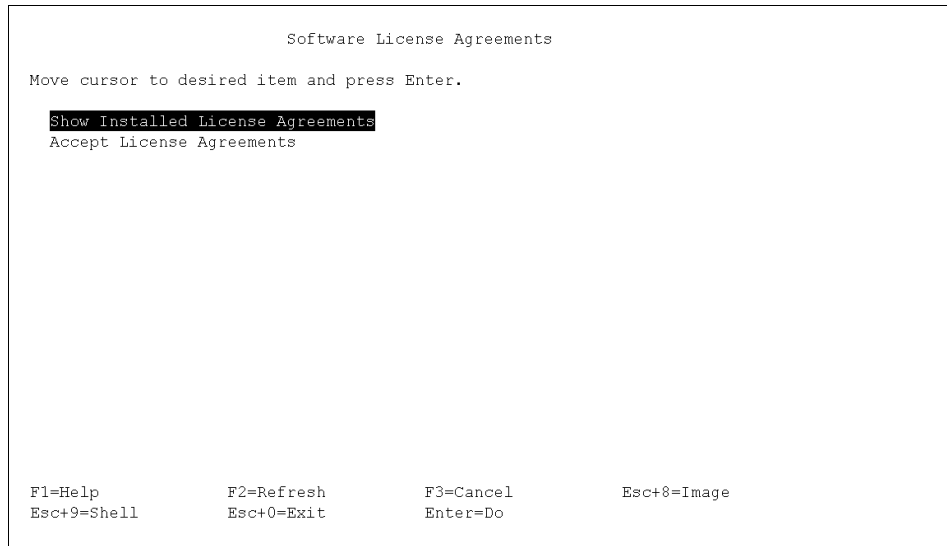 Software License Agreements
Move cursor to desired item and press Enter.
Show Installed License Agreements
Accept License Agreements
F1=Help F2=Refresh F3=Cancel Esc+8=Image
Esc+9=Shell Esc+0=Exit Enter=Do